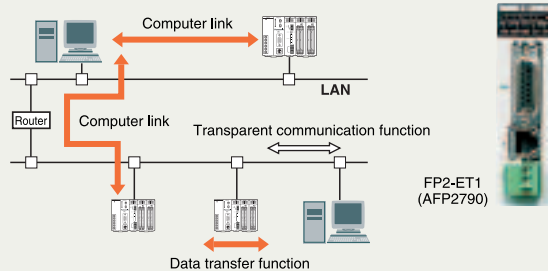 Computer link
LAN
Router
Computer link
Transparent communication function
FP2-ET1
(AFP2790)
Data transfer function